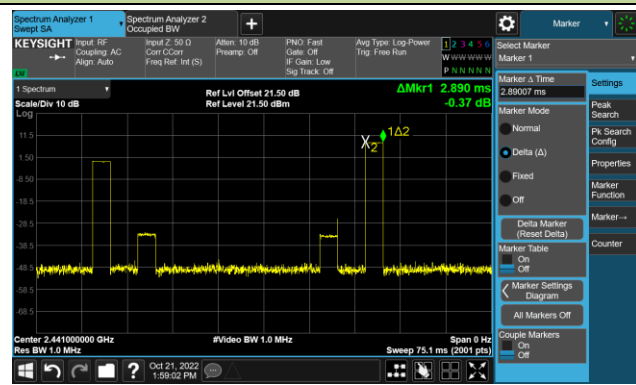 Spectrum Analyzer 1
Swept SA
Spectrum Analyzer 2
Occupied BW
+
Marker
KEYSIGHT
Input: RF
Coupling: AC
Align: Auto
Input Z: 50 Ω
Corr CCorr
Freq Ref: Int (S)
Atten: 10 dB
Preamp: Off
PNO: Fast
Gate: Off
IF Gain: Low
Sig Track: Off
Avg Type: Log-Power
Trig: Free Run
1 2 3 4 5 6
W W W W W W
P N N N N N
LW
Select Marker
Marker 1
1 Spectrum
Scale/Div 10 dB
Log
Ref Lvl Offset 21.50 dB
Ref Level 21.50 dBm
ΔMkr1 2.890 ms
-0.37 dB
11.5
1.50
-8.50
-18.5
-28.5
-38.5
-48.5
-58.5
-68.5
X2
1Δ2
Center 2.441000000 GHz
Res BW 1.0 MHz
#Video BW 1.0 MHz
Span 0 Hz
Sweep 75.1 ms (2001 pts)
Marker Δ Time
2.89007 ms
Marker Mode
Normal
Delta (Δ)
Fixed
Off
Delta Marker
(Reset Delta)
Marker Table
On
Off
Marker Settings
Diagram
All Markers Off
Couple Markers
On
Off
Settings
Peak
Search
Pk Search
Config
Properties
Marker
Function
Marker→
Counter
?
Oct 21, 2022
1:59:02 PM